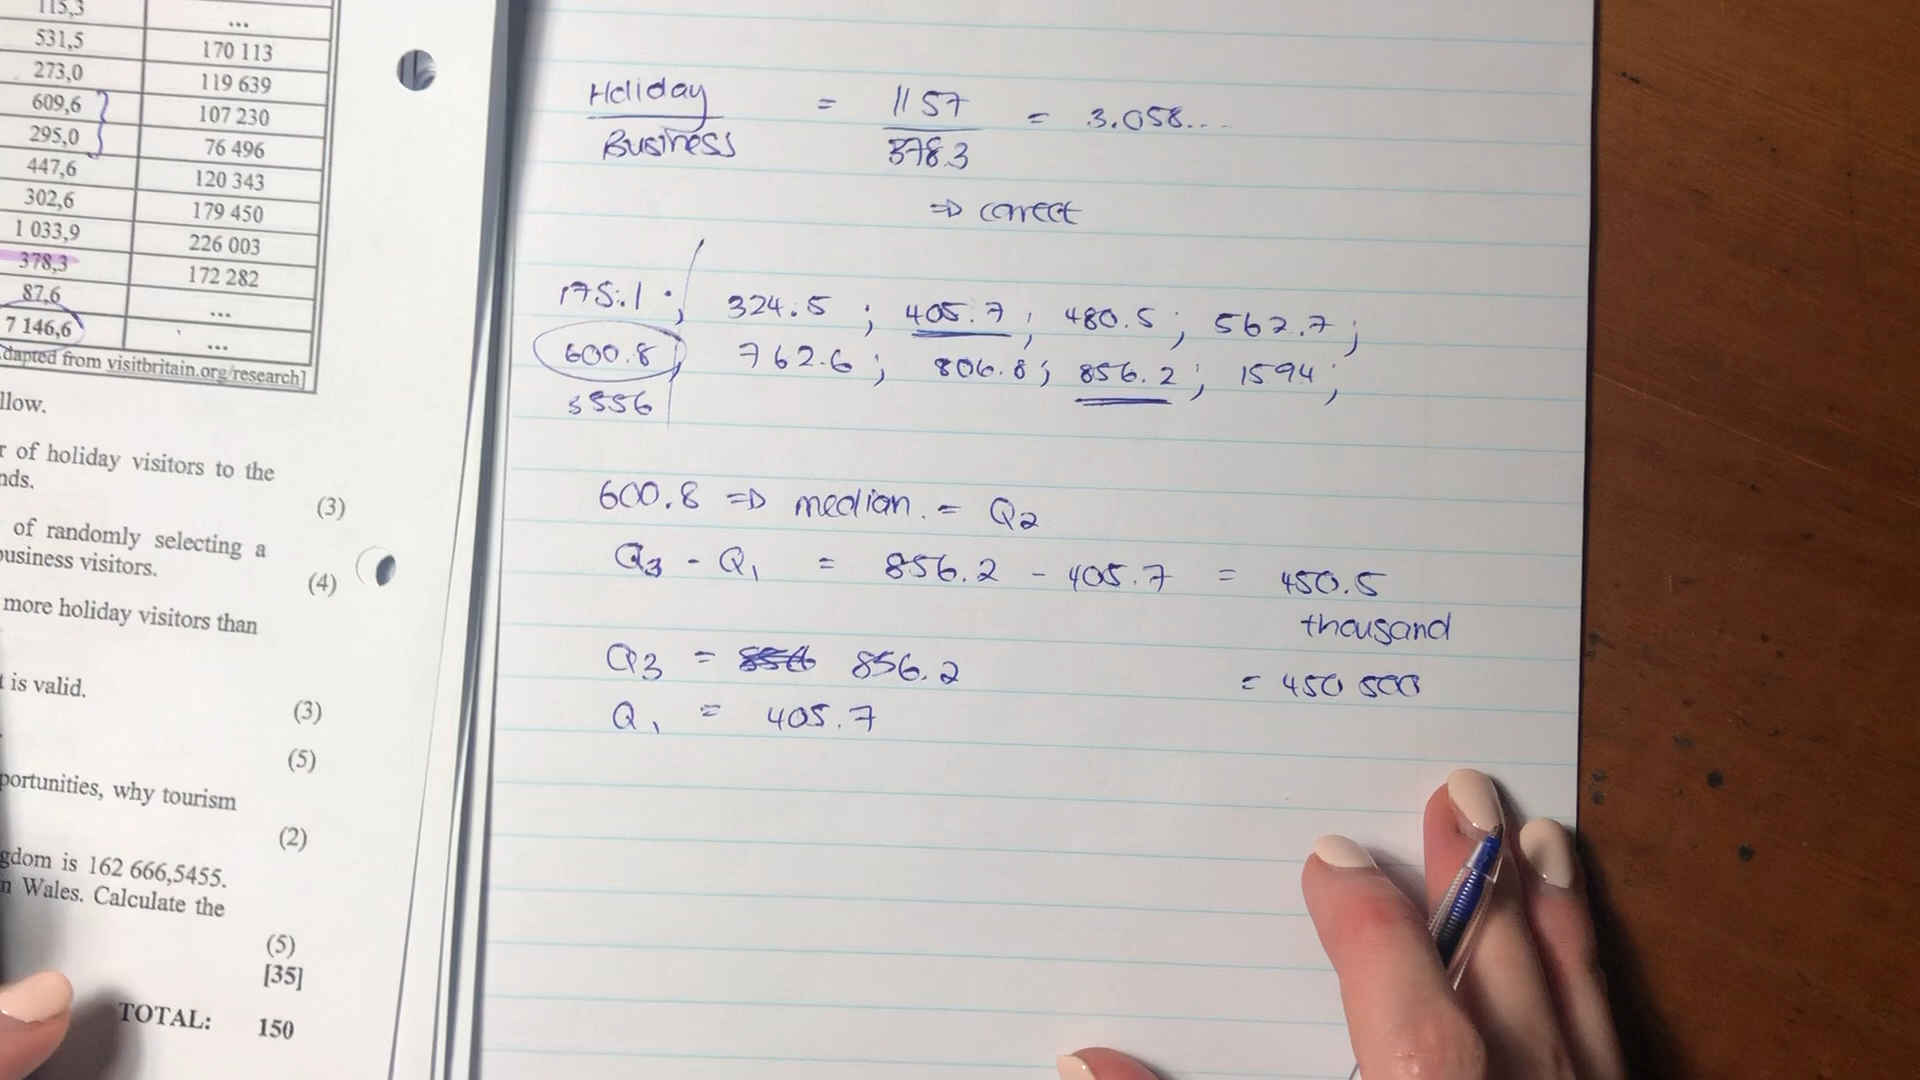 115,3
...
531,5 170 113
273,0 119 639
609,6 107 230
295,0 76 496
447,6 120 343
302,6 179 450
1 033,9 226 003
378,3 172 282
87,6 ...
7 146,6 ...
dapted from visitbritain.org/research]
llow.
r of holiday visitors to the
nds.
(3)
of randomly selecting a
business visitors.
(4)
more holiday visitors than
t is valid.
(3)
(5)
portunities, why tourism
(2)
gdom is 162 666,5455.
n Wales. Calculate the
(5)
[35]
TOTAL: 150
Holiday = 1157 = 3.058...
Business 378.3
⇒ correct
175.1 ; 324.5 ; 405.7 ; 480.5 ; 562.7 ;
600.8 ; 762.6 ; 806.8 ; 856.2 ; 1594 ;
3556
600.8 ⇒ median. = Q2
Q3 - Q1 = 856.2 - 405.7 = 450.5
thousand
Q3 = 856.2
= 450 500
Q1 = 405.7